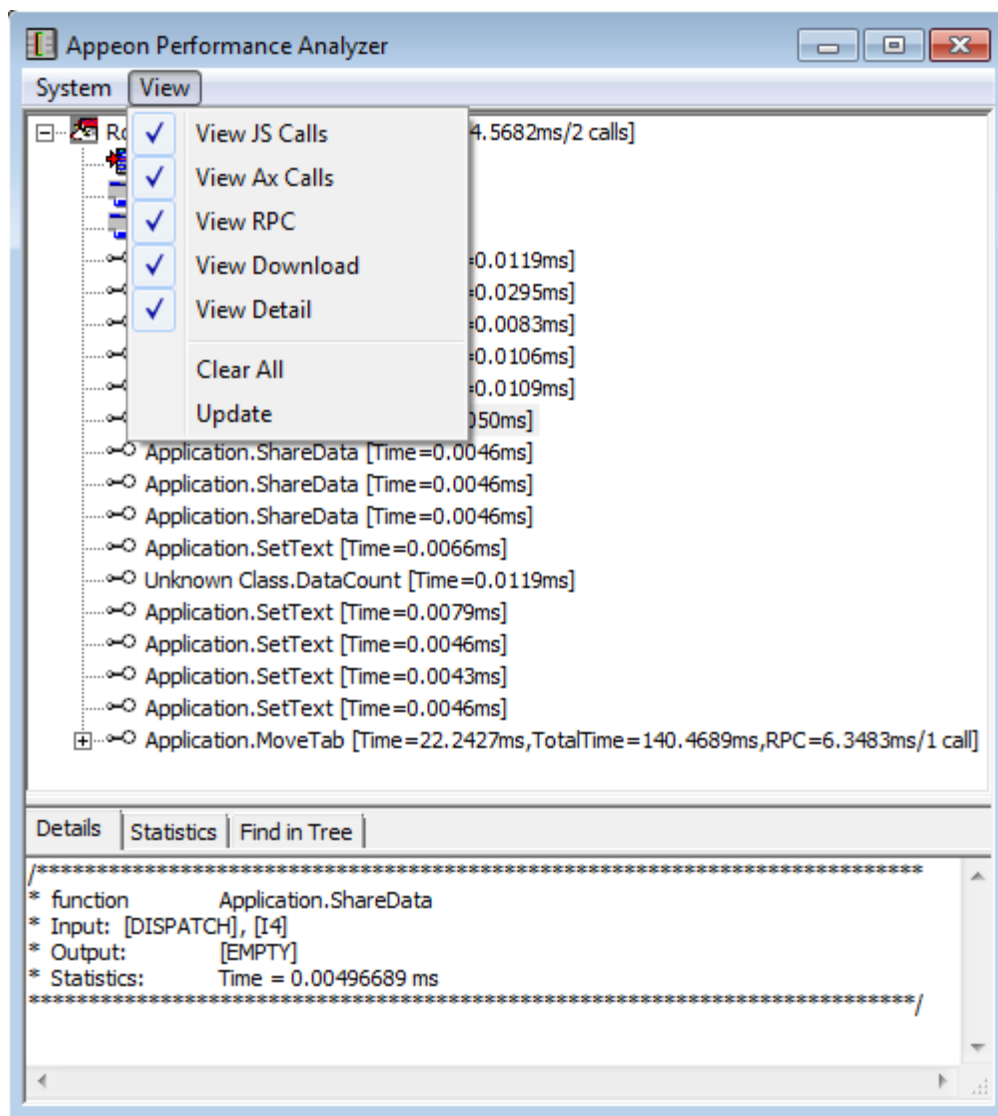 Appeon Performance Analyzer
System View
View JS Calls
View Ax Calls
View RPC
View Download
View Detail
Clear All
Update
4.5682ms/2 calls]
=0.0119ms]
=0.0295ms]
=0.0083ms]
=0.0106ms]
=0.0109ms]
050ms]
Application.ShareData [Time=0.0046ms]
Application.ShareData [Time=0.0046ms]
Application.ShareData [Time=0.0046ms]
Application.SetText [Time=0.0066ms]
Unknown Class.DataCount [Time=0.0119ms]
Application.SetText [Time=0.0079ms]
Application.SetText [Time=0.0046ms]
Application.SetText [Time=0.0043ms]
Application.SetText [Time=0.0046ms]
Application.MoveTab [Time=22.2427ms,TotalTime=140.4689ms,RPC=6.3483ms/1 call]
Details Statistics Find in Tree
/**************************************************************************
* function Application.ShareData
* Input: [DISPATCH], [I4]
* Output: [EMPTY]
* Statistics: Time = 0.00496689 ms
**************************************************************************/